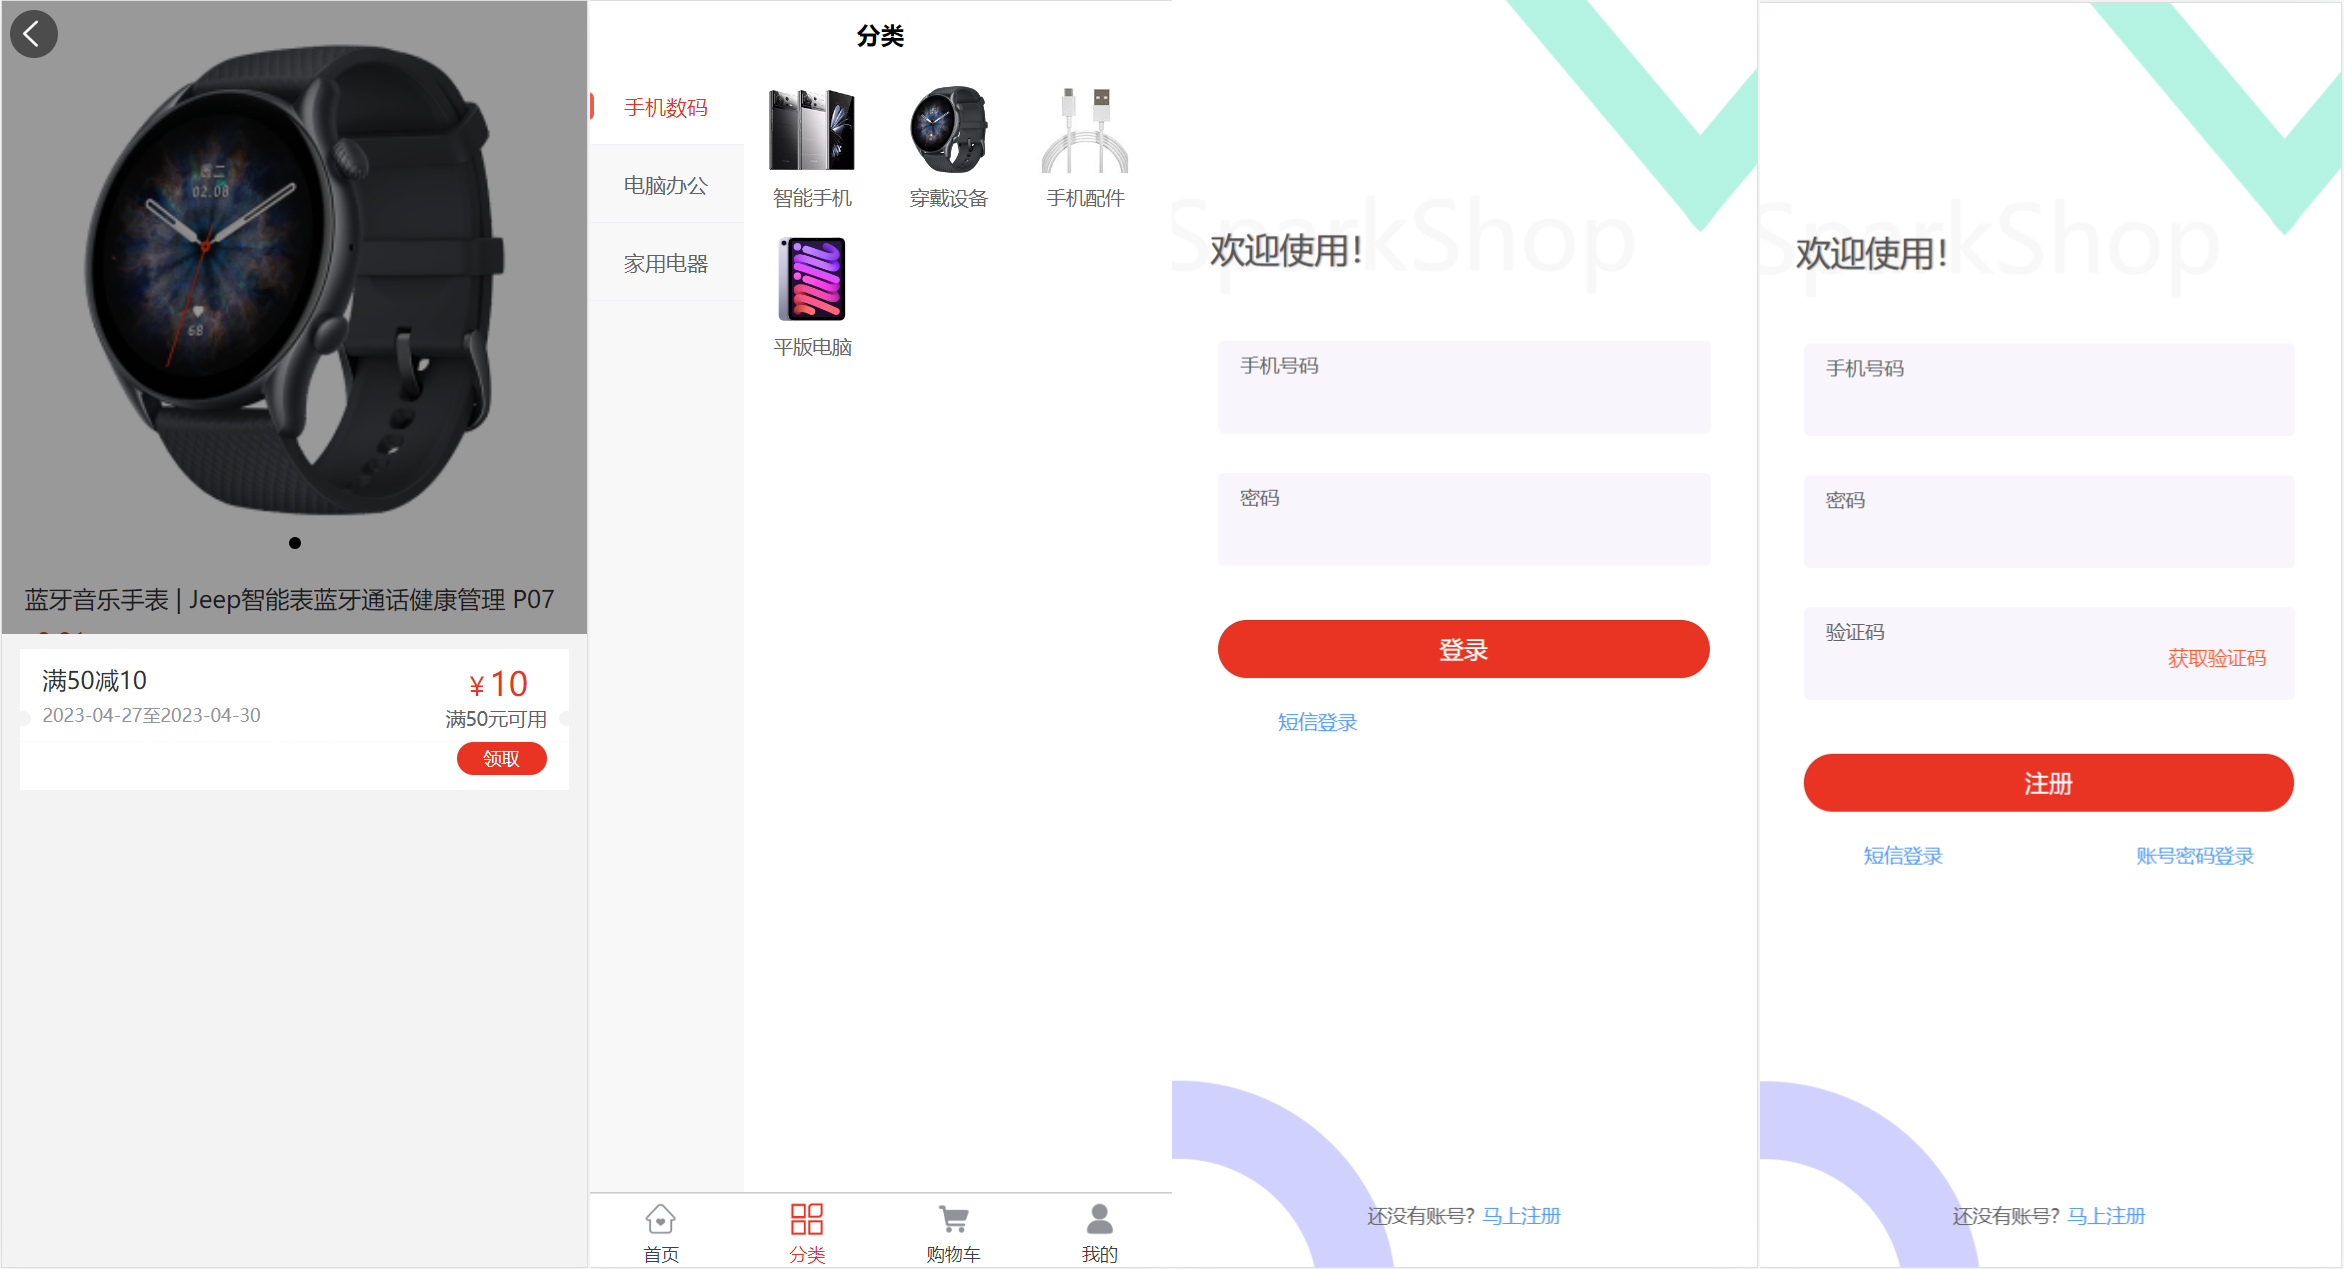 周二
02.08
68
蓝牙音乐手表 | Jeep智能表蓝牙通话健康管理 P07
满50减10
¥10
2023-04-27至2023-04-30
满50元可用
领取
分类
手机数码
电脑办公
家用电器
智能手机
穿戴设备
手机配件
平版电脑
首页
分类
购物车
我的
SparkShop
欢迎使用!
手机号码
密码
登录
短信登录
还没有账号? 马上注册
SparkShop
欢迎使用!
手机号码
密码
验证码
获取验证码
注册
短信登录
账号密码登录
还没有账号? 马上注册